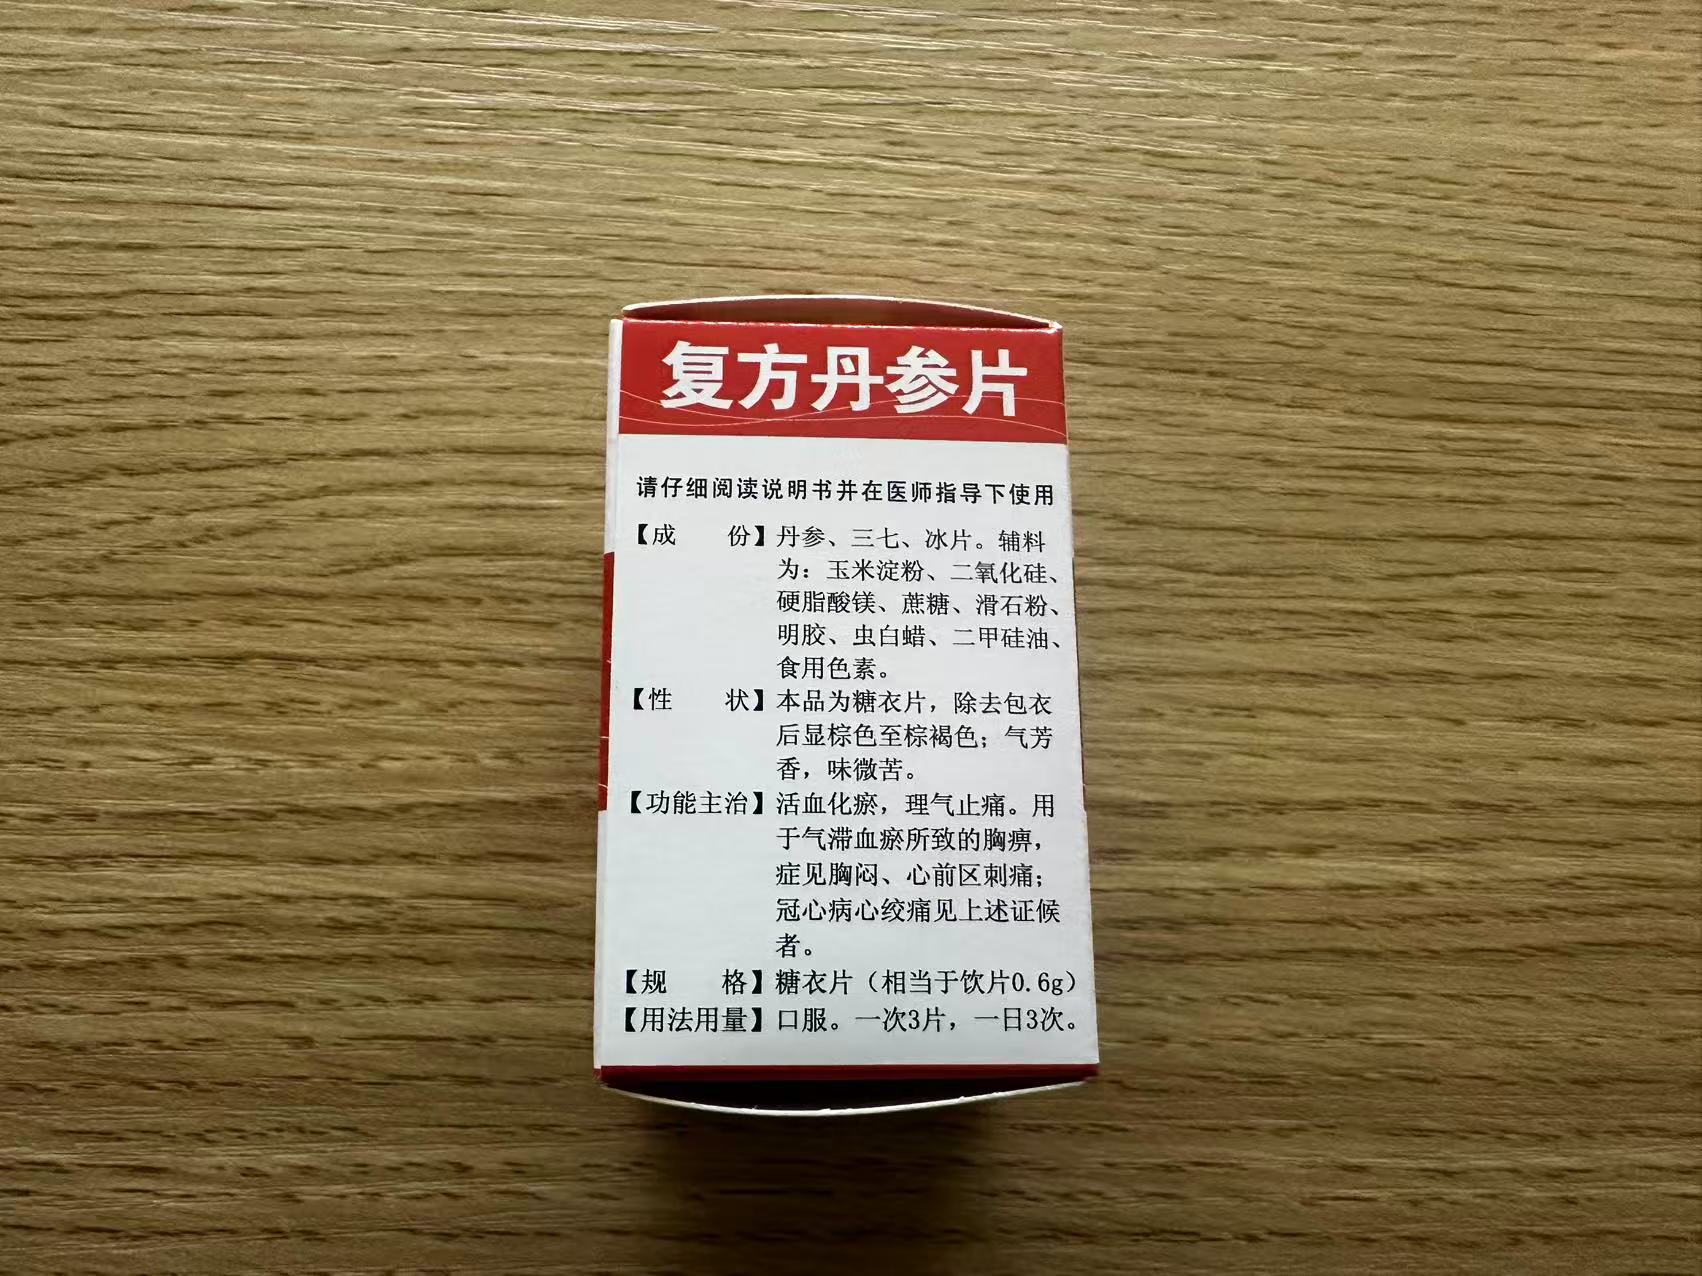 复方丹参片
请仔细阅读说明书并在医师指导下使用
【成　　份】丹参、三七、冰片。辅料
为：玉米淀粉、二氧化硅、
硬脂酸镁、蔗糖、滑石粉、
明胶、虫白蜡、二甲硅油、
食用色素。
【性　　状】本品为糖衣片，除去包衣
后显棕色至棕褐色；气芳
香，味微苦。
【功能主治】活血化瘀，理气止痛。用
于气滞血瘀所致的胸痹，
症见胸闷、心前区刺痛；
冠心病心绞痛见上述证候
者。
【规　　格】糖衣片（相当于饮片0.6g）
【用法用量】口服。一次3片，一日3次。